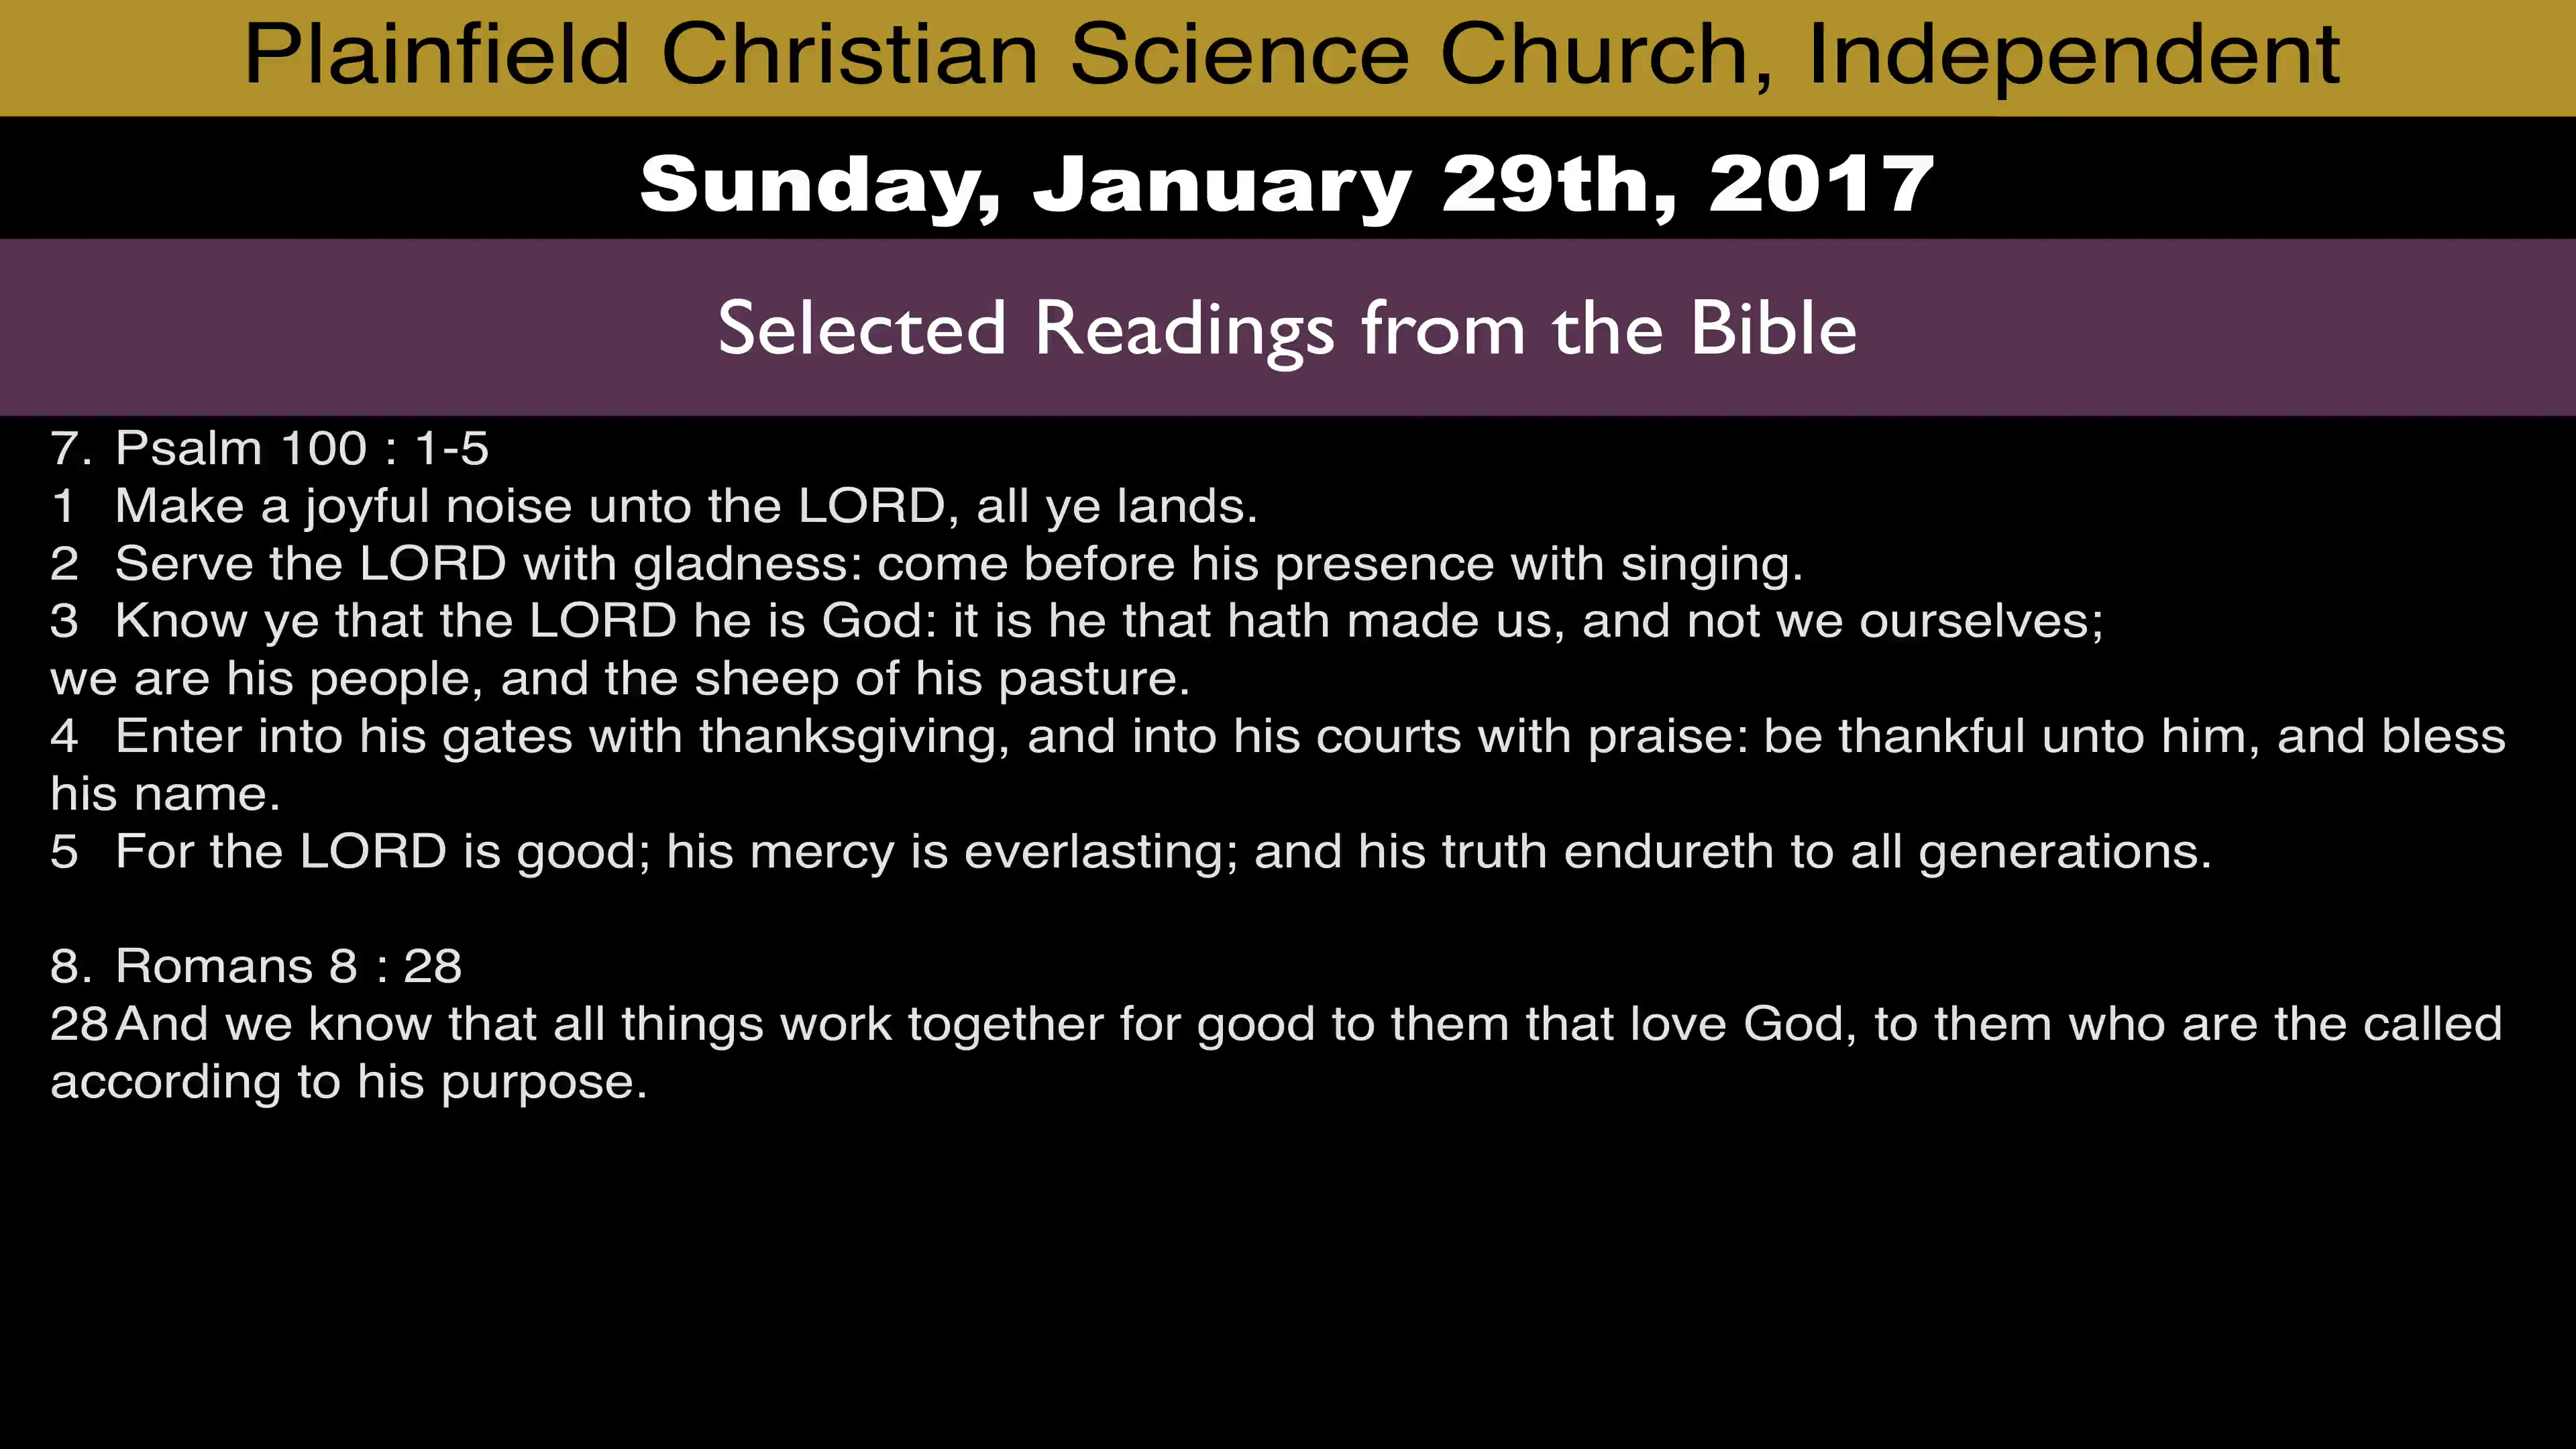 Plainfield Christian Science Church, Independent
Sunday, January 29th, 2017
Selected Readings from the Bible
7. Psalm 100 : 1-5
1 Make a joyful noise unto the LORD, all ye lands.
2 Serve the LORD with gladness: come before his presence with singing.
3 Know ye that the LORD he is God: it is he that hath made us, and not we ourselves;
we are his people, and the sheep of his pasture.
4 Enter into his gates with thanksgiving, and into his courts with praise: be thankful unto him, and bless
his name.
5 For the LORD is good; his mercy is everlasting; and his truth endureth to all generations.
8. Romans 8 : 28
28 And we know that all things work together for good to them that love God, to them who are the called
according to his purpose.